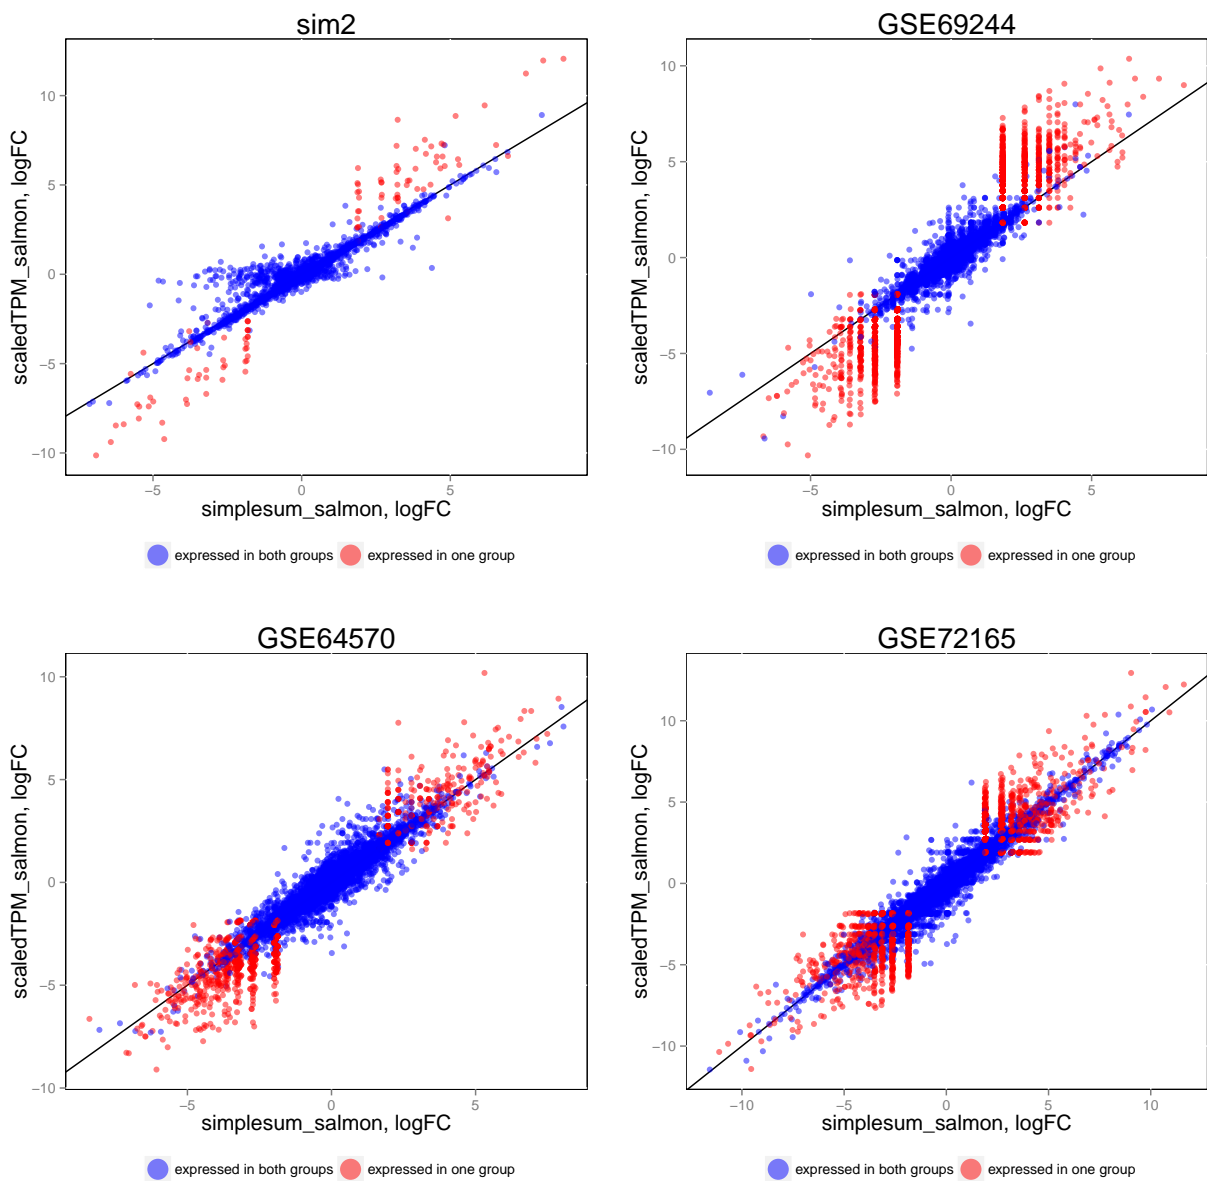 sim2
10
5
0
−5
−10
−5
0
5
scaledTPM_salmon, logFC
simplesum_salmon, logFC
expressed in both groups
expressed in one group
GSE69244
10
5
0
−5
−10
−5
0
5
scaledTPM_salmon, logFC
simplesum_salmon, logFC
expressed in both groups
expressed in one group
GSE64570
10
5
0
−5
−10
−5
0
5
scaledTPM_salmon, logFC
simplesum_salmon, logFC
expressed in both groups
expressed in one group
GSE72165
10
5
0
−5
−10
−10
−5
0
5
10
scaledTPM_salmon, logFC
simplesum_salmon, logFC
expressed in both groups
expressed in one group